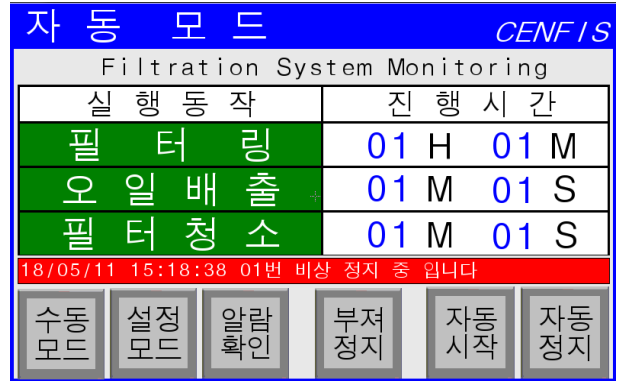 자 동 모 드 CENFIS
Filtration System Monitoring
실 행 동 작 진 행 시 간
필 터 링 01 H 01 M
오 일 배 출 01 M 01 S
필 터 청 소 01 M 01 S
18/05/11 15:18:38 01번 비상 정지 중 입니다
수동 설정 알람 부져 자동 자동
모드 모드 확인 정지 시작 정지